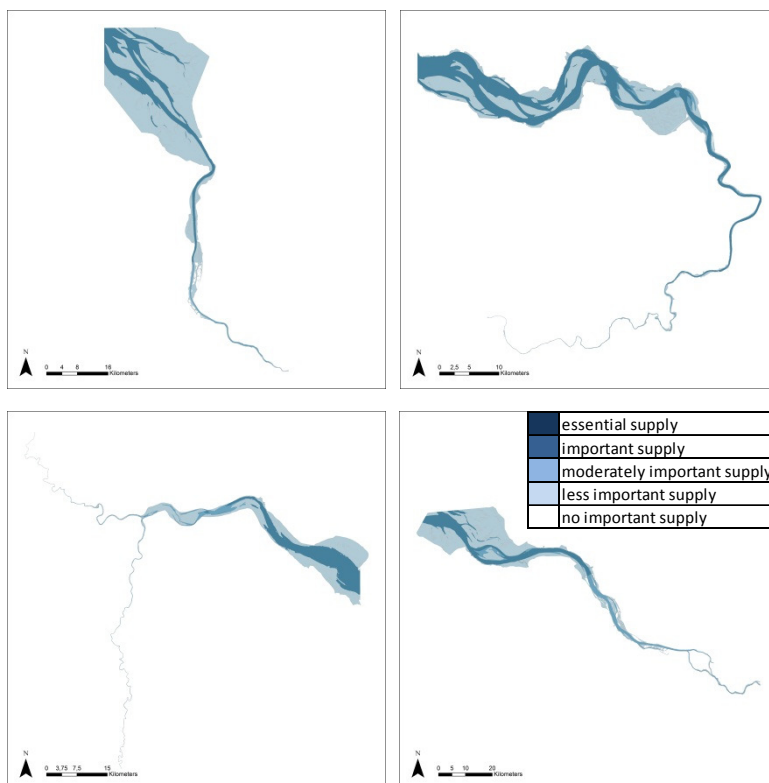 N
0 4 8 16
Kilometers
N
0 2,5 5 10
Kilometers
essential supply
important supply
moderately important supply
less important supply
no important supply
N
0 3,75 7,5 15
Kilometers
N
0 5 10 20
Kilometers